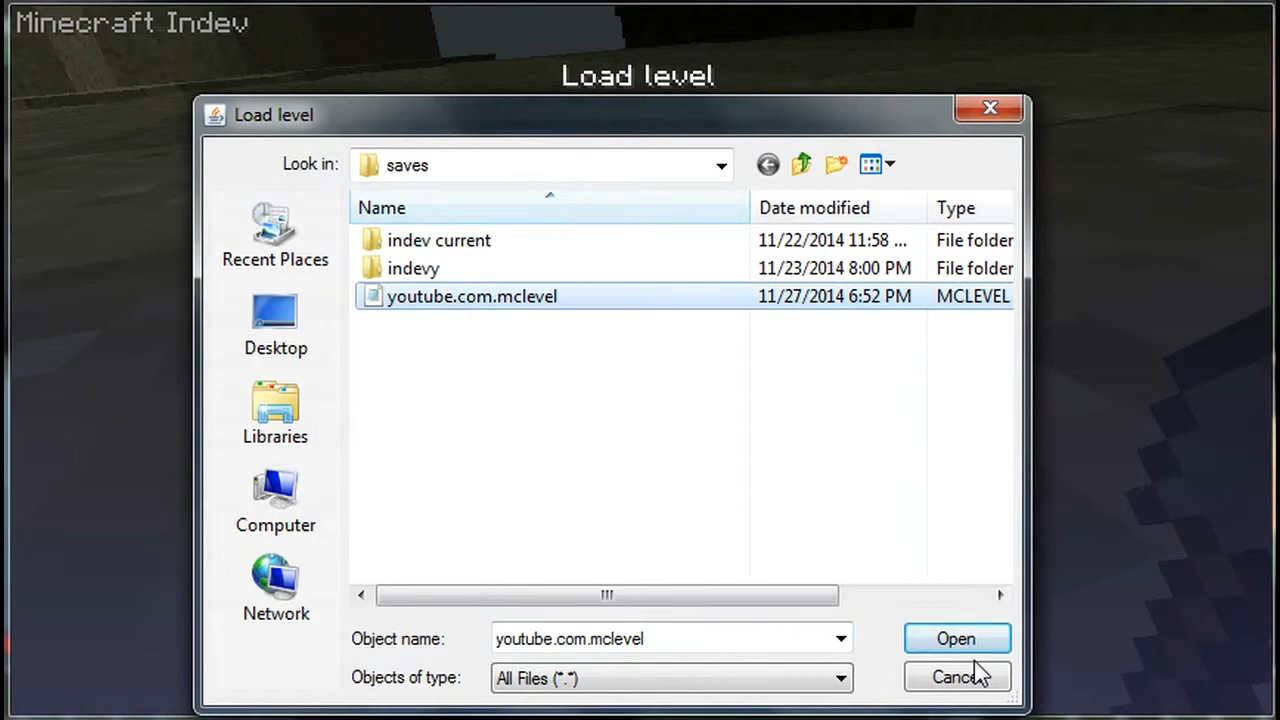 Minecraft Indev
Load level
Load level
Look in: saves
Name Date modified Type
indev current 11/22/2014 11:58 ... File folder
indevy 11/23/2014 8:00 PM File folder
youtube.com.mclevel 11/27/2014 6:52 PM MCLEVEL
Recent Places
Desktop
Libraries
Computer
Network
Object name: youtube.com.mclevel Open
Objects of type: All Files (*.*) Cancel